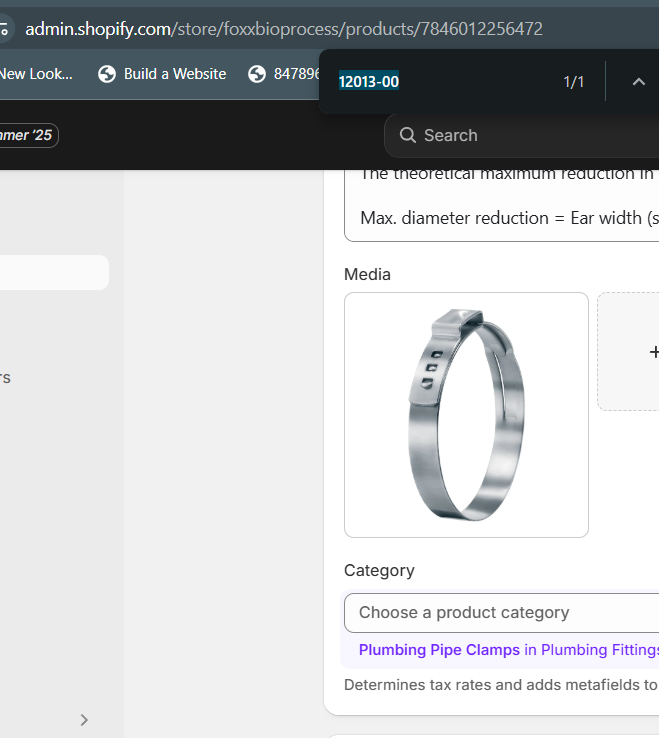 admin.shopify.com/store/foxxbioprocess/products/7846012256472
New Look...
Build a Website
847896
12013-00
1/1
mer '25
Search
The theoretical maximum reduction in
Max. diameter reduction = Ear width (s
Media
rs
Category
Choose a product category
Plumbing Pipe Clamps in Plumbing Fittings
Determines tax rates and adds metafields to